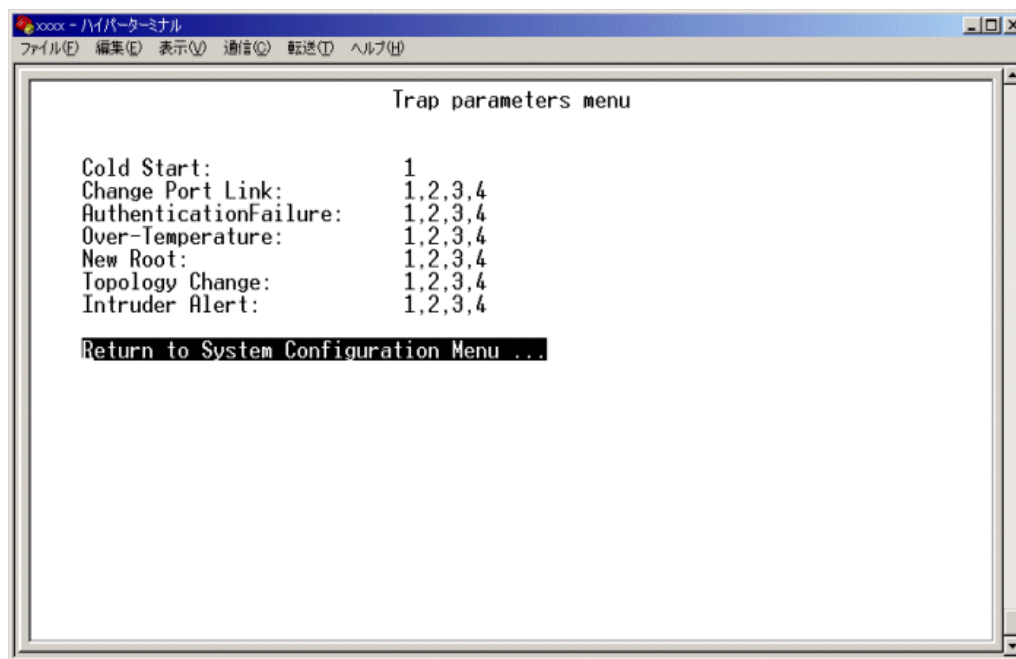 xxxx - ハイパーターミナル
ファイル(F) 編集(E) 表示(V) 通信(C) 転送(T) ヘルプ(H)
Trap parameters menu
Cold Start: 1
Change Port Link: 1,2,3,4
AuthenticationFailure: 1,2,3,4
Over-Temperature: 1,2,3,4
New Root: 1,2,3,4
Topology Change: 1,2,3,4
Intruder Alert: 1,2,3,4
Return to System Configuration Menu ...